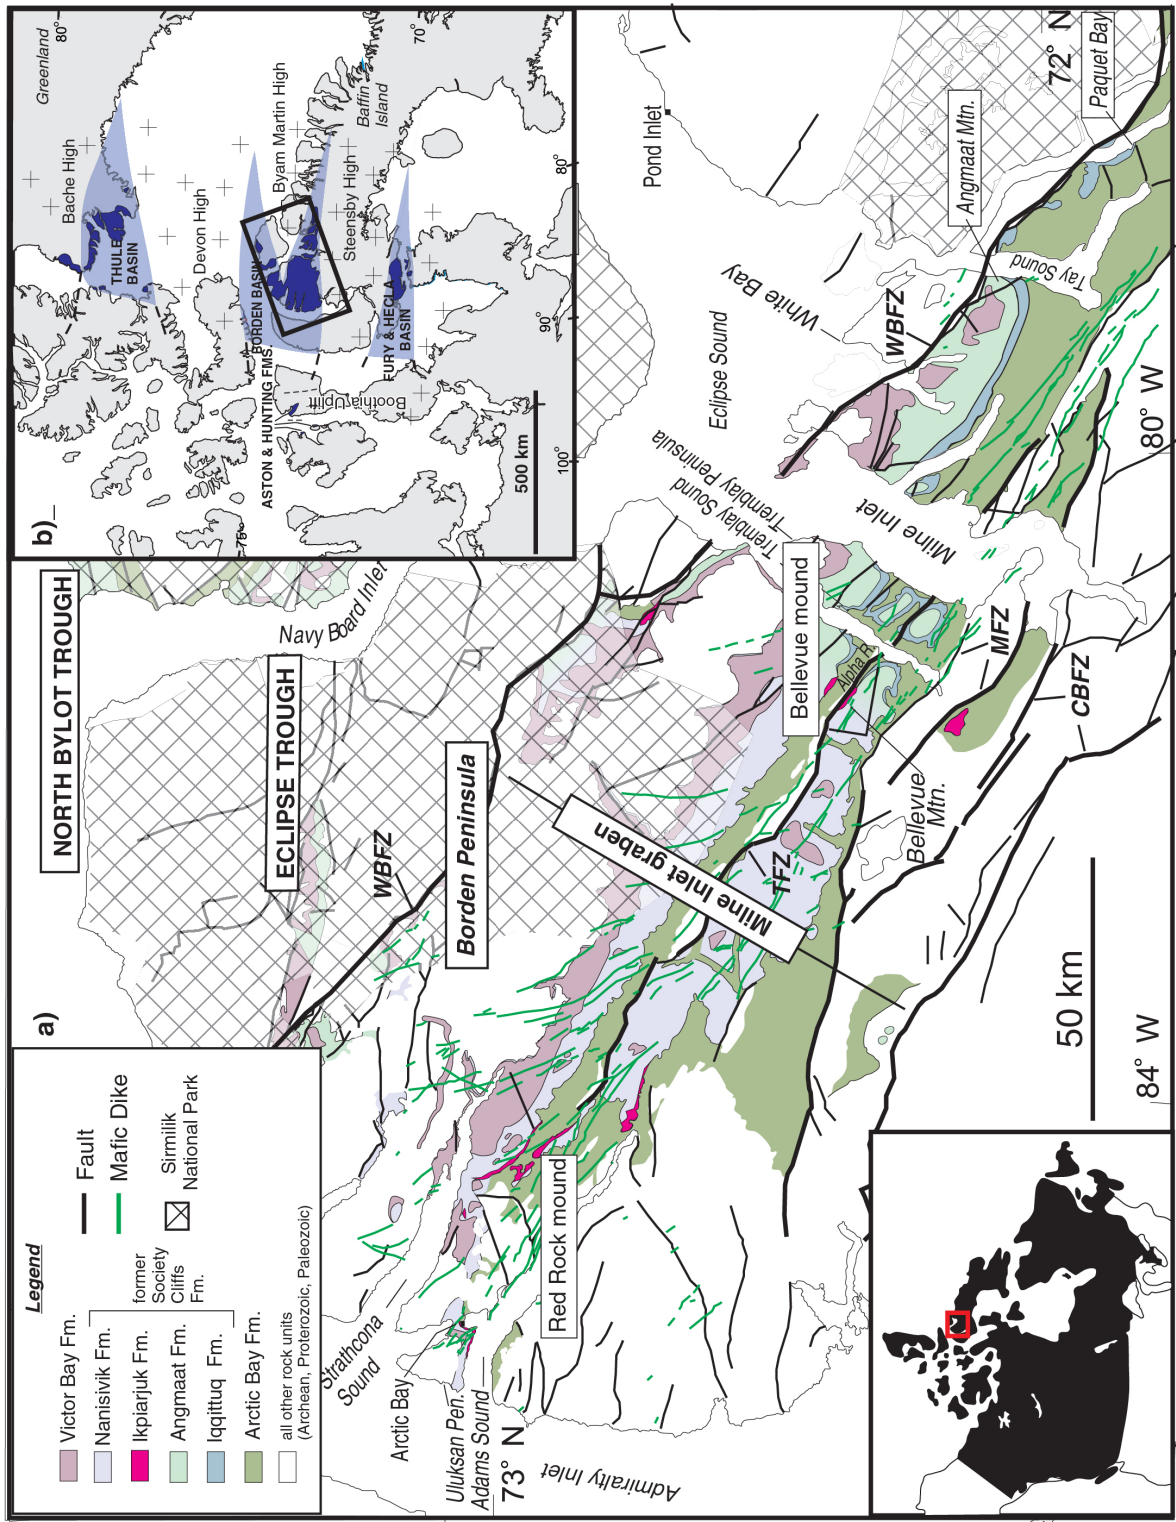 Legend
Victor Bay Fm.
Nanisivik Fm.
Ikpiarjuk Fm.
Angmaat Fm.
Iqqittuq Fm.
Arctic Bay Fm.
all other rock units
(Archean, Proterozoic, Paleozoic)
former
Society
Cliffs
Fm.
Fault
Mafic Dike
Sirmilik
National Park
a)
NORTH BYLOT TROUGH
ECLIPSE TROUGH
Navy Board Inlet
WBFZ
Borden Peninsula
Milne Inlet graben
TFZ
Strathcona
Sound
Arctic Bay
Uluksan Pen.
Adams Sound
73° N
Admiralty Inlet
Red Rock mound
Bellevue mound
Alpha R.
Bellevue
Mtn.
MFZ
CBFZ
Milne Inlet
Tremblay Sound
Tremblay Peninsula
Eclipse Sound
White Bay
WBFZ
Pond Inlet
Angmaat Mtn.
Tay Sound
Paquet Bay
72° N
80° W
84° W
50 km
b)
Greenland
80°
70°
Bache High
THULE
BASIN
Devon High
Byam Martin High
Baffin
Island
BORDEN BASIN
Steensby High
ASTON & HUNTING FMS
FURY & HECLA
BASIN
Boothia Uplift
75°
100°
90°
80°
500 km